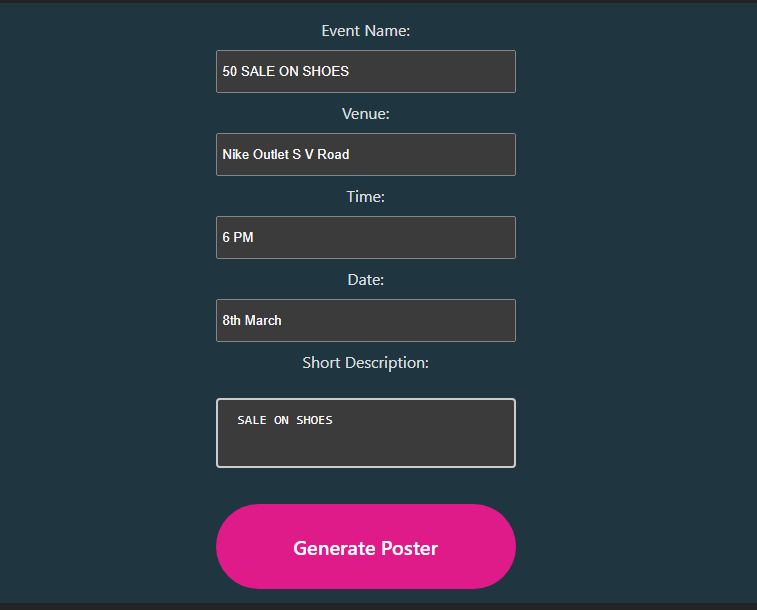 Event Name:
50 SALE ON SHOES
Venue:
Nike Outlet S V Road
Time:
6 PM
Date:
8th March
Short Description:
SALE ON SHOES
Generate Poster